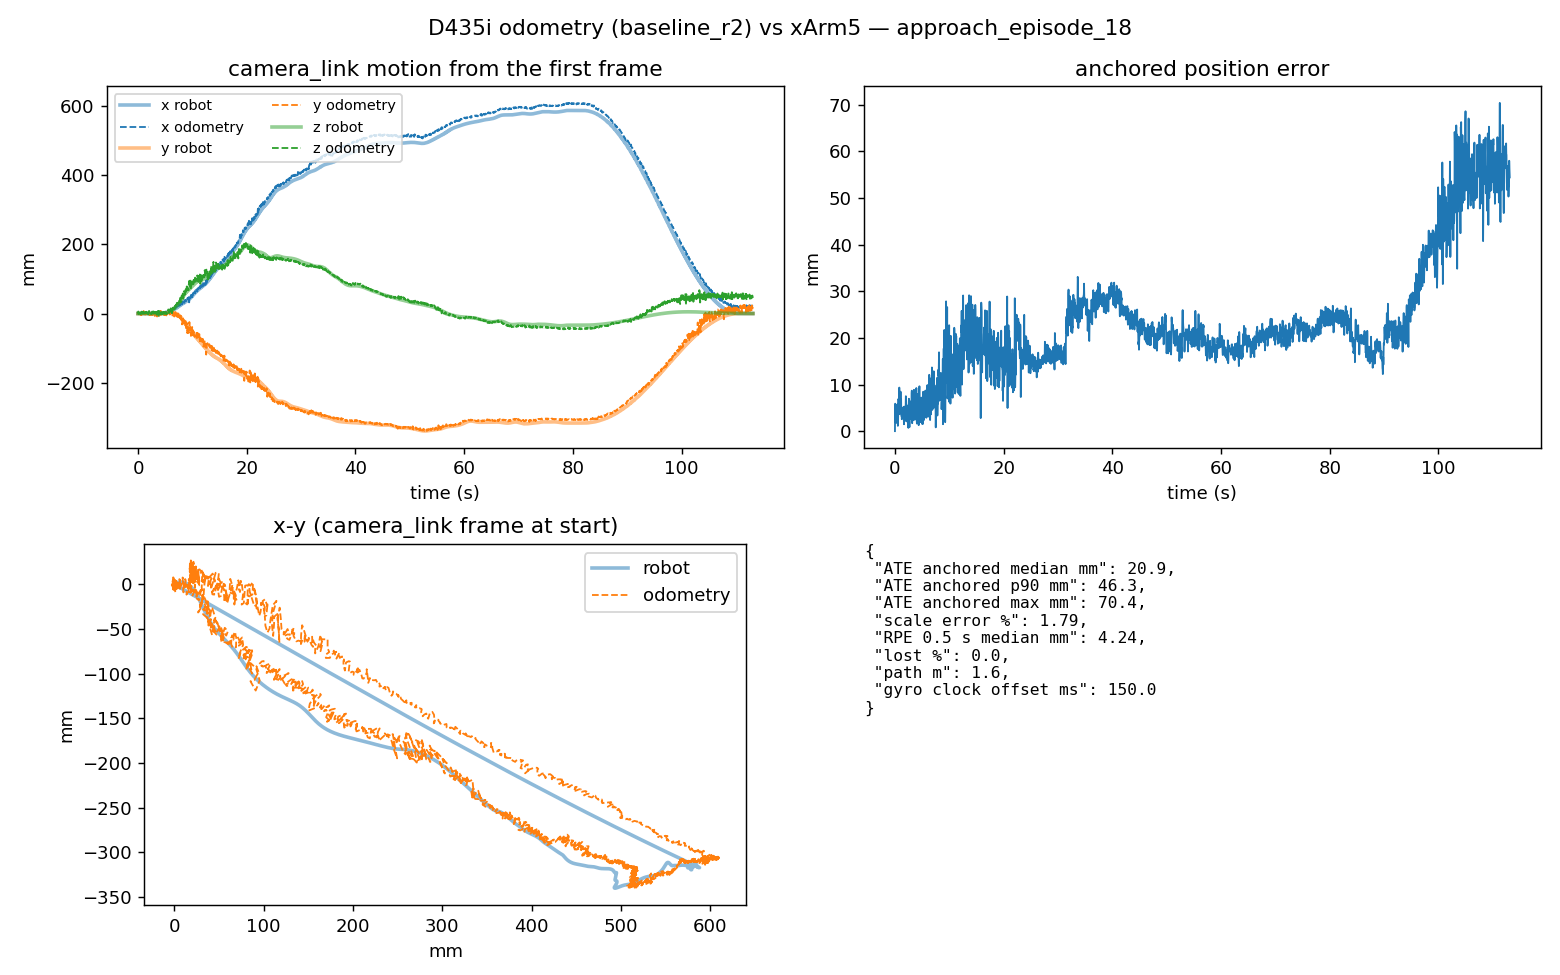 D435i odometry (baseline_r2) vs xArm5 — approach_episode_18
camera_link motion from the first frame
x robot
x odometry
y robot
y odometry
z robot
z odometry
600
400
200
0
−200
mm
0
20
40
60
80
100
time (s)
anchored position error
70
60
50
40
30
20
10
0
mm
0
20
40
60
80
100
time (s)
x-y (camera_link frame at start)
robot
odometry
0
−50
−100
−150
−200
−250
−300
−350
mm
0
100
200
300
400
500
600
mm
{
"ATE anchored median mm": 20.9,
"ATE anchored p90 mm": 46.3,
"ATE anchored max mm": 70.4,
"scale error %": 1.79,
"RPE 0.5 s median mm": 4.24,
"lost %": 0.0,
"path m": 1.6,
"gyro clock offset ms": 150.0
}